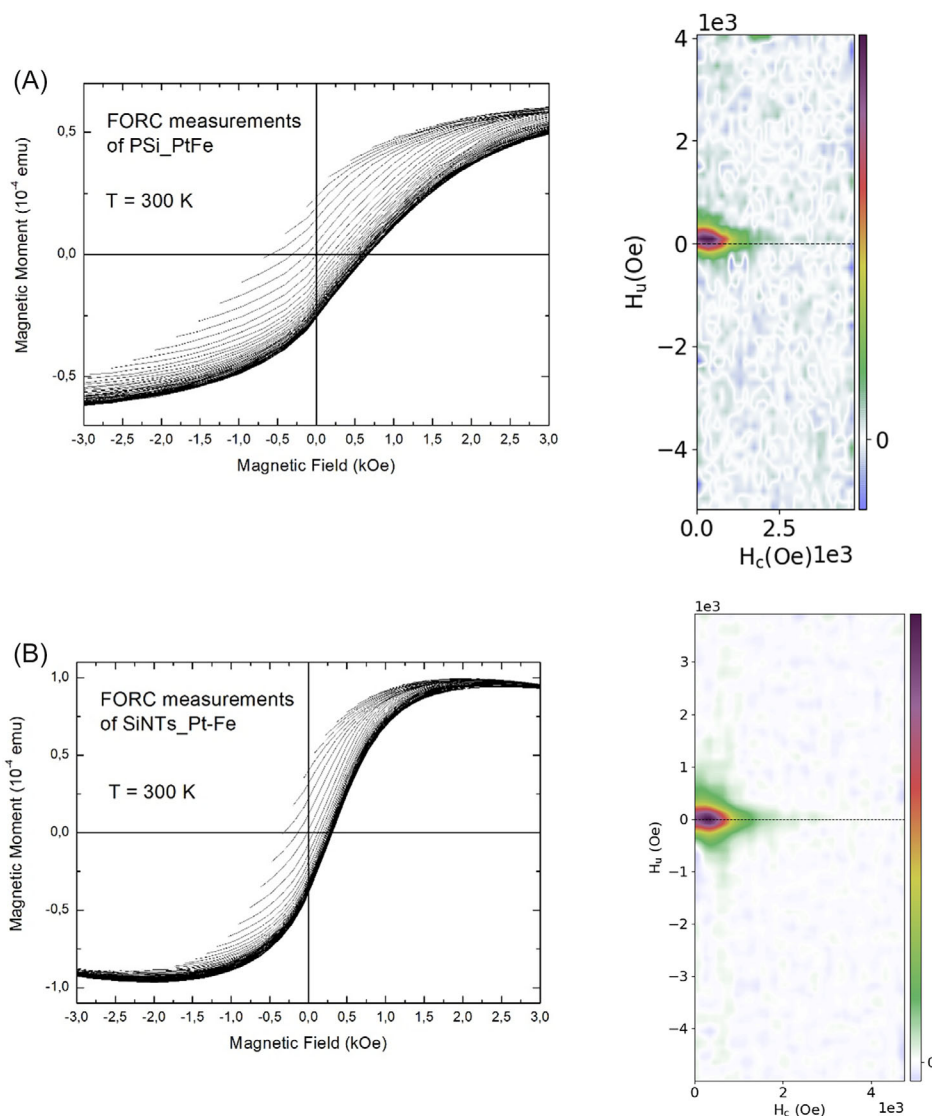 (A)
FORC measurements
of PSi_PtFe
T = 300 K
Magnetic Moment (10⁻⁴ emu)
0,5
0,0
-0,5
-3,0 -2,5 -2,0 -1,5 -1,0 -0,5 0,0 0,5 1,0 1,5 2,0 2,5 3,0
Magnetic Field (kOe)
1e3
4
2
0
−2
−4
Hᵤ(Oe)
0.0 2.5
H꜀(Oe)1e3
0
(B)
FORC measurements
of SiNTs_Pt-Fe
T = 300 K
Magnetic Moment (10⁻⁴ emu)
1,0
0,5
0,0
-0,5
-1,0
-3,0 -2,5 -2,0 -1,5 -1,0 -0,5 0,0 0,5 1,0 1,5 2,0 2,5 3,0
Magnetic Field (kOe)
1e3
3
2
1
0
−1
−2
−3
−4
Hᵤ (Oe)
0 2 4
H꜀ (Oe) 1e3
0